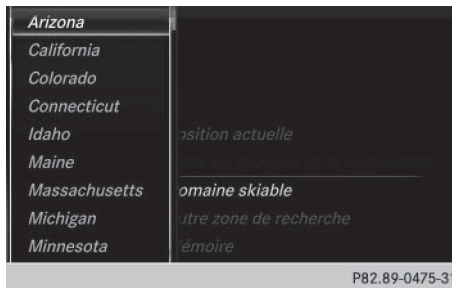 Arizona
California
Colorado
Connecticut
Idaho
osition actuelle
Maine
Massachusetts
omaine skiable
Michigan
utre zone de recherche
Minnesota
émoire
P82.89-0475-31